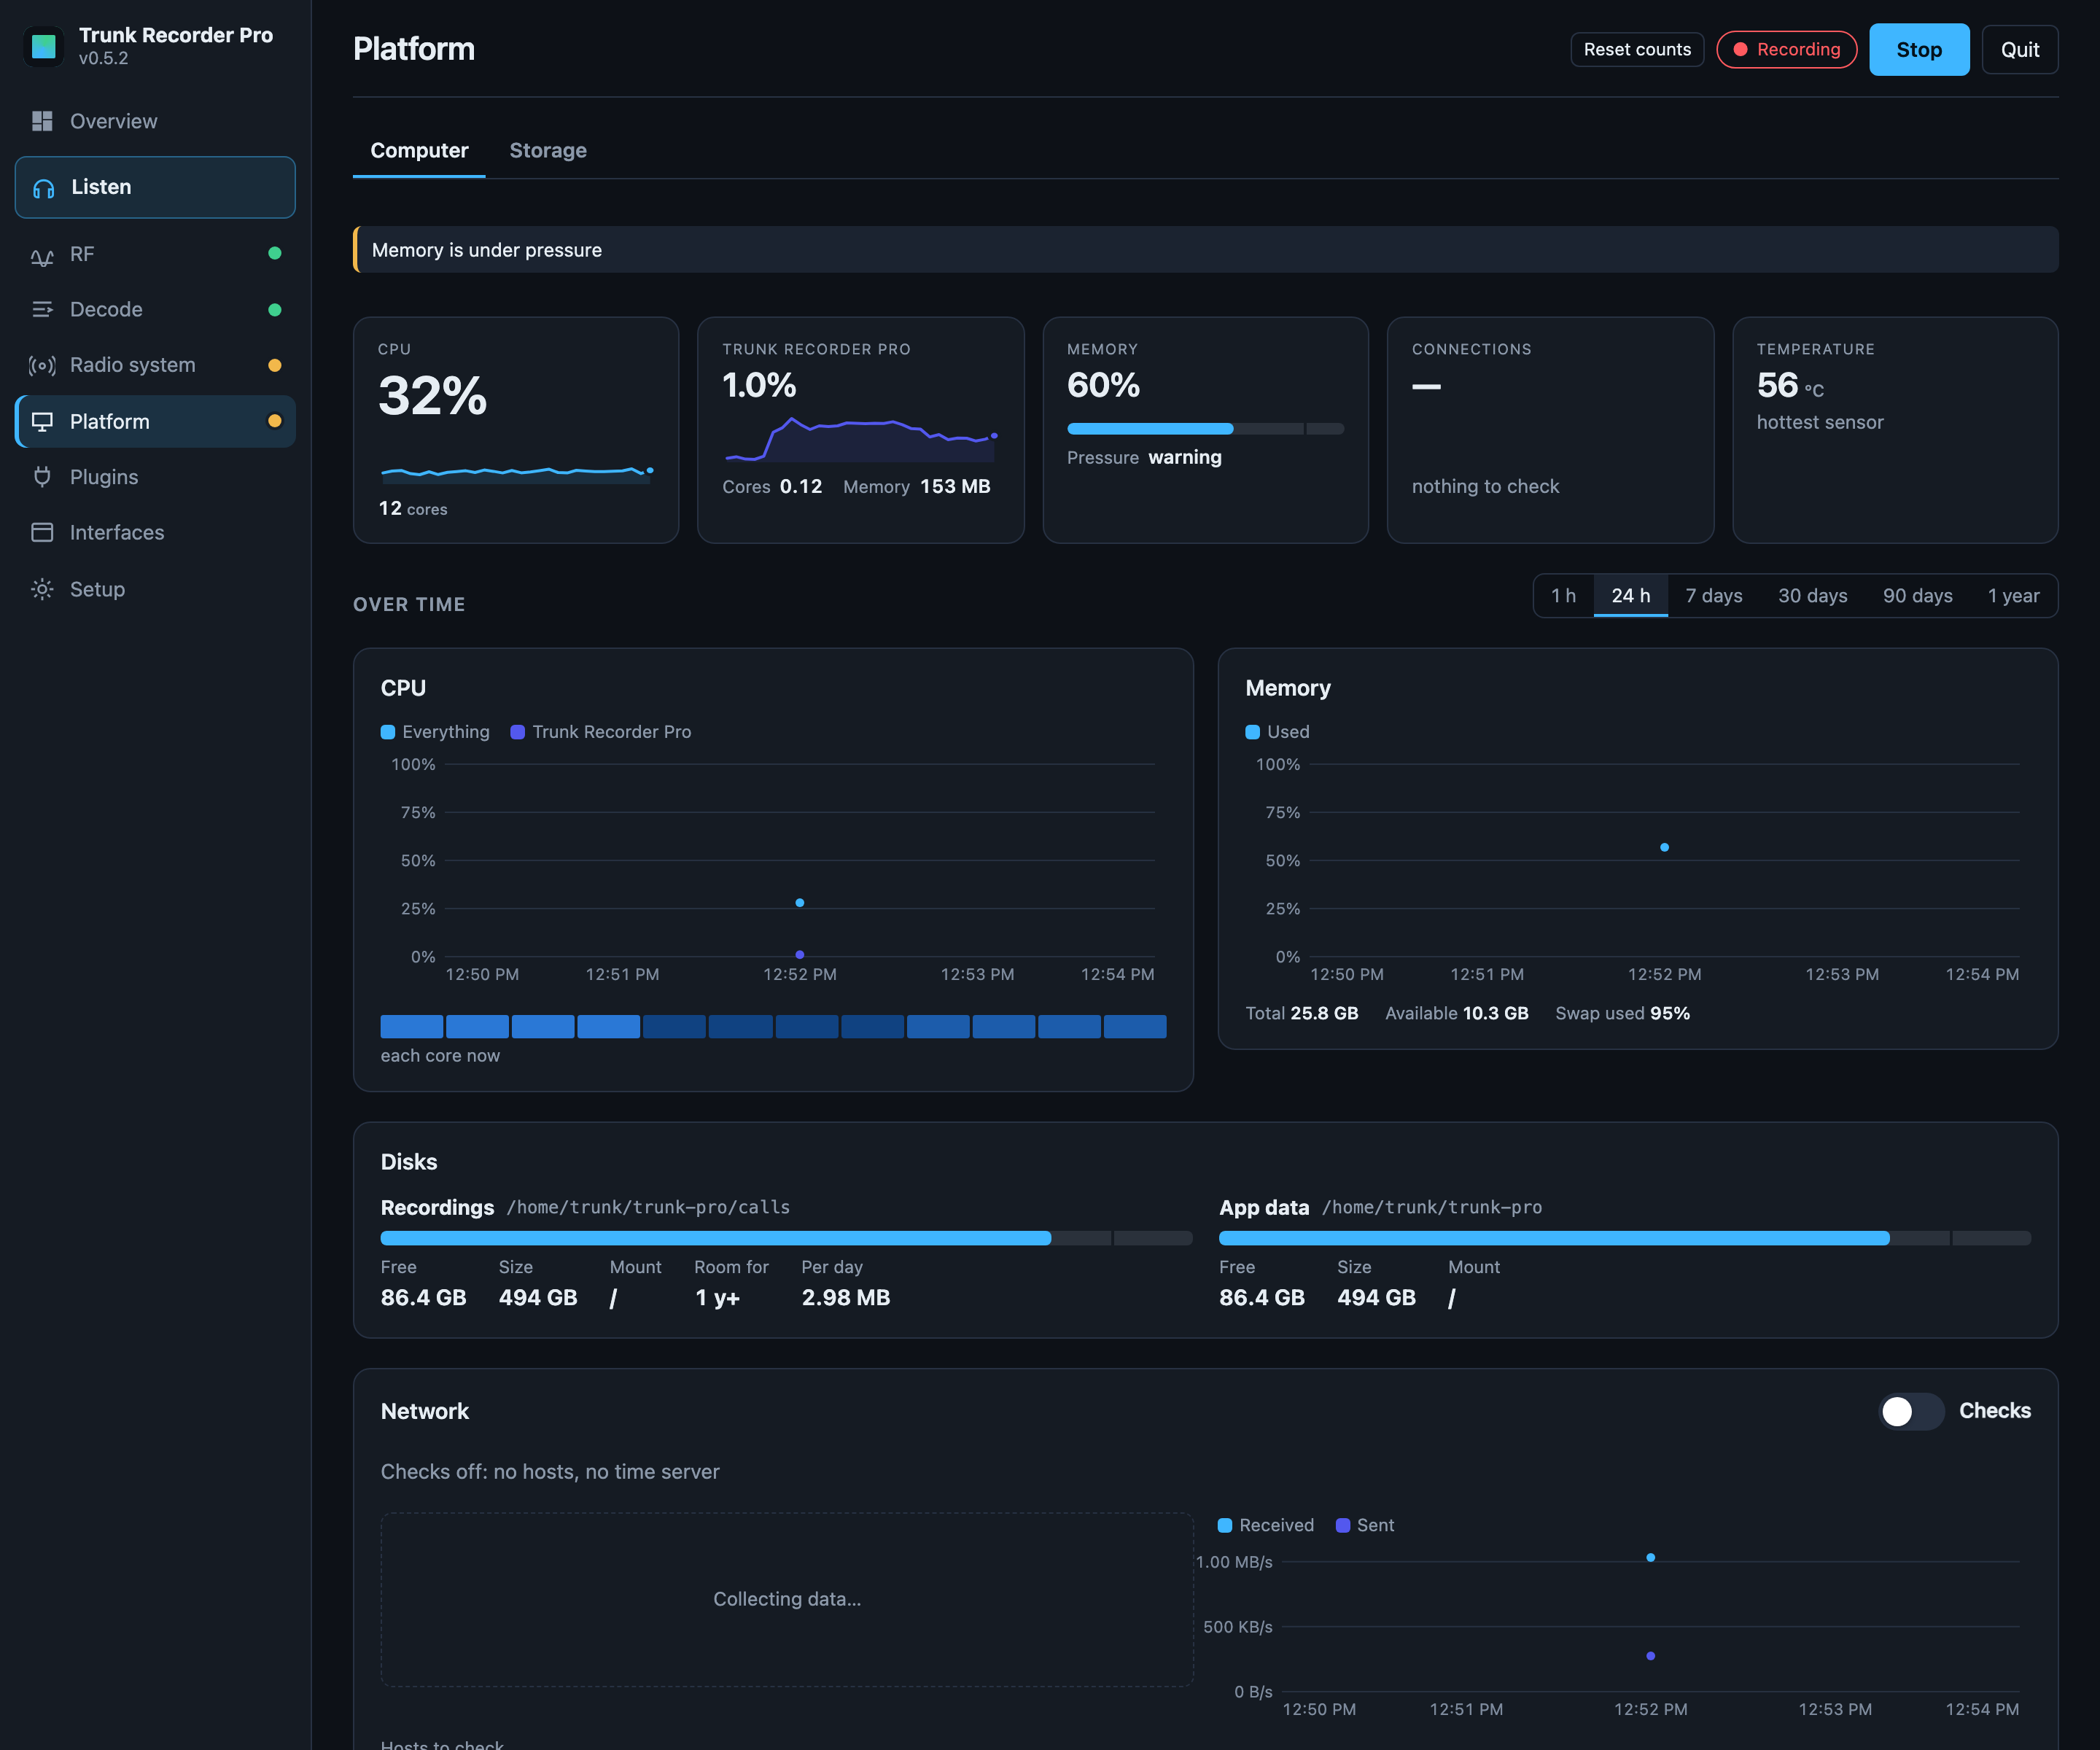 Trunk Recorder Pro
v0.5.2
Overview
Listen
RF
Decode
Radio system
Platform
Plugins
Interfaces
Setup
Platform
Reset counts
Recording
Stop
Quit
Computer
Storage
Memory is under pressure
CPU
32%
12 cores
TRUNK RECORDER PRO
1.0%
Cores 0.12 Memory 153 MB
MEMORY
60%
Pressure warning
CONNECTIONS
—
nothing to check
TEMPERATURE
56 °C
hottest sensor
OVER TIME
1 h 24 h 7 days 30 days 90 days 1 year
CPU
Everything Trunk Recorder Pro
100%
75%
50%
25%
0%
12:50 PM 12:51 PM 12:52 PM 12:53 PM 12:54 PM
each core now
Memory
Used
100%
75%
50%
25%
0%
12:50 PM 12:51 PM 12:52 PM 12:53 PM 12:54 PM
Total 25.8 GB Available 10.3 GB Swap used 95%
Disks
Recordings /home/trunk/trunk-pro/calls
Free Size Mount Room for Per day
86.4 GB 494 GB / 1 y+ 2.98 MB
App data /home/trunk/trunk-pro
Free Size Mount
86.4 GB 494 GB /
Network
Checks
Checks off: no hosts, no time server
Collecting data...
Received Sent
1.00 MB/s
500 KB/s
0 B/s
12:50 PM 12:51 PM 12:52 PM 12:53 PM 12:54 PM
Hosts to check